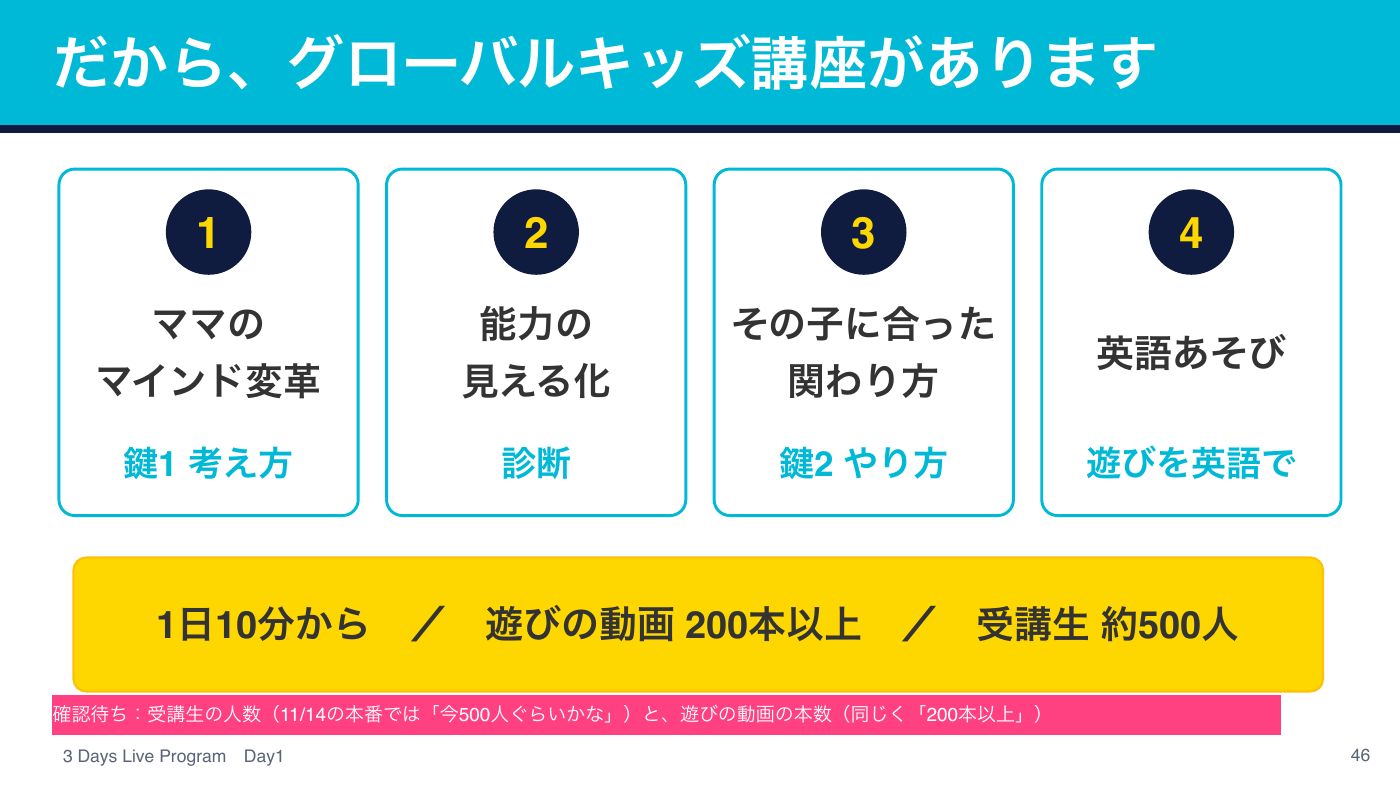 だから、グローバルキッズ講座があります
1
ママの
マインド変革
鍵1 考え方
2
能力の
見える化
診断
3
その子に合った
関わり方
鍵2 やり方
4
英語あそび
遊びを英語で
1日10分から ／ 遊びの動画 200本以上 ／ 受講生 約500人
確認待ち：受講生の人数（11/14の本番では「今500人ぐらいかな」）と、遊びの動画の本数（同じく「200本以上」）
3 Days Live Program Day1
46